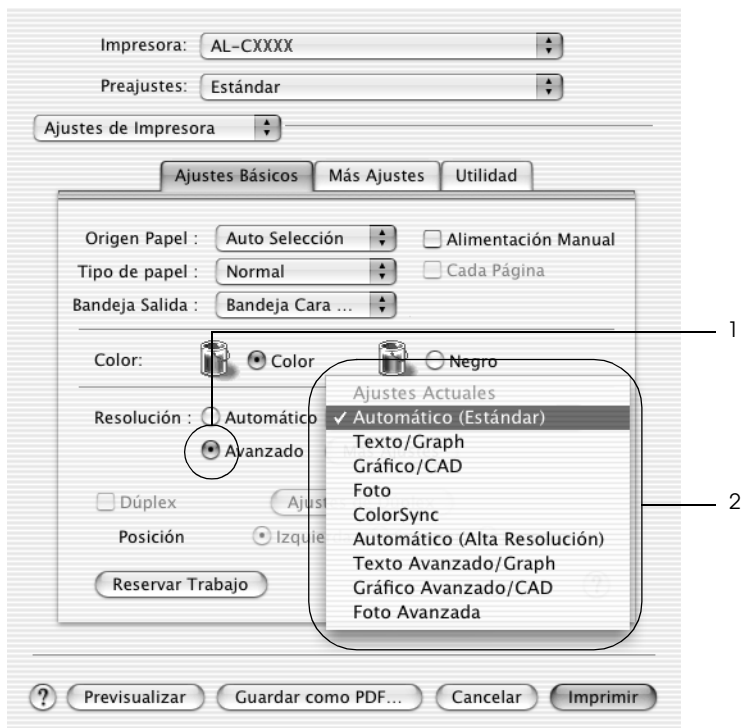 Impresora: AL-CXXXX
Preajustes: Estándar
Ajustes de Impresora
Ajustes Básicos Más Ajustes Utilidad
Origen Papel : Auto Selección Alimentación Manual
Tipo de papel : Normal Cada Página
Bandeja Salida : Bandeja Cara ...
1
Color: Color Negro
Ajustes Actuales
Resolución : Automático ✓ Automático (Estándar)
Avanzado Texto/Graph
Gráfico/CAD
Foto
Dúplex Ajust
2
ColorSync
Posición Izquie Automático (Alta Resolución)
Texto Avanzado/Graph
Reservar Trabajo Gráfico Avanzado/CAD ?
Foto Avanzada
? Previsualizar Guardar como PDF... Cancelar Imprimir